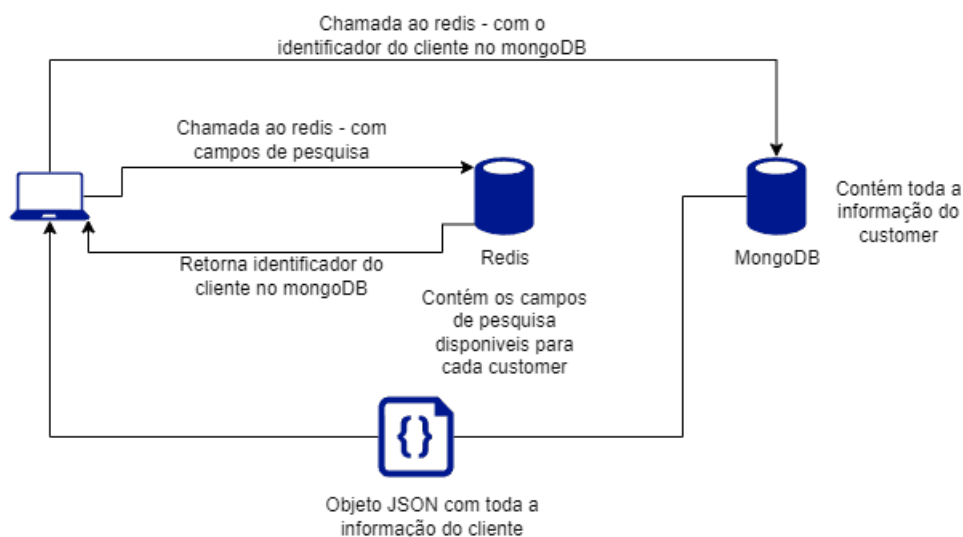 Chamada ao redis - com o
identificador do cliente no mongoDB
Chamada ao redis - com
campos de pesquisa
Contém toda a
informação do
customer
Redis
MongoDB
Retorna identificador do
cliente no mongoDB
Contém os campos
de pesquisa
disponiveis para
cada customer
{}
Objeto JSON com toda a
informação do cliente